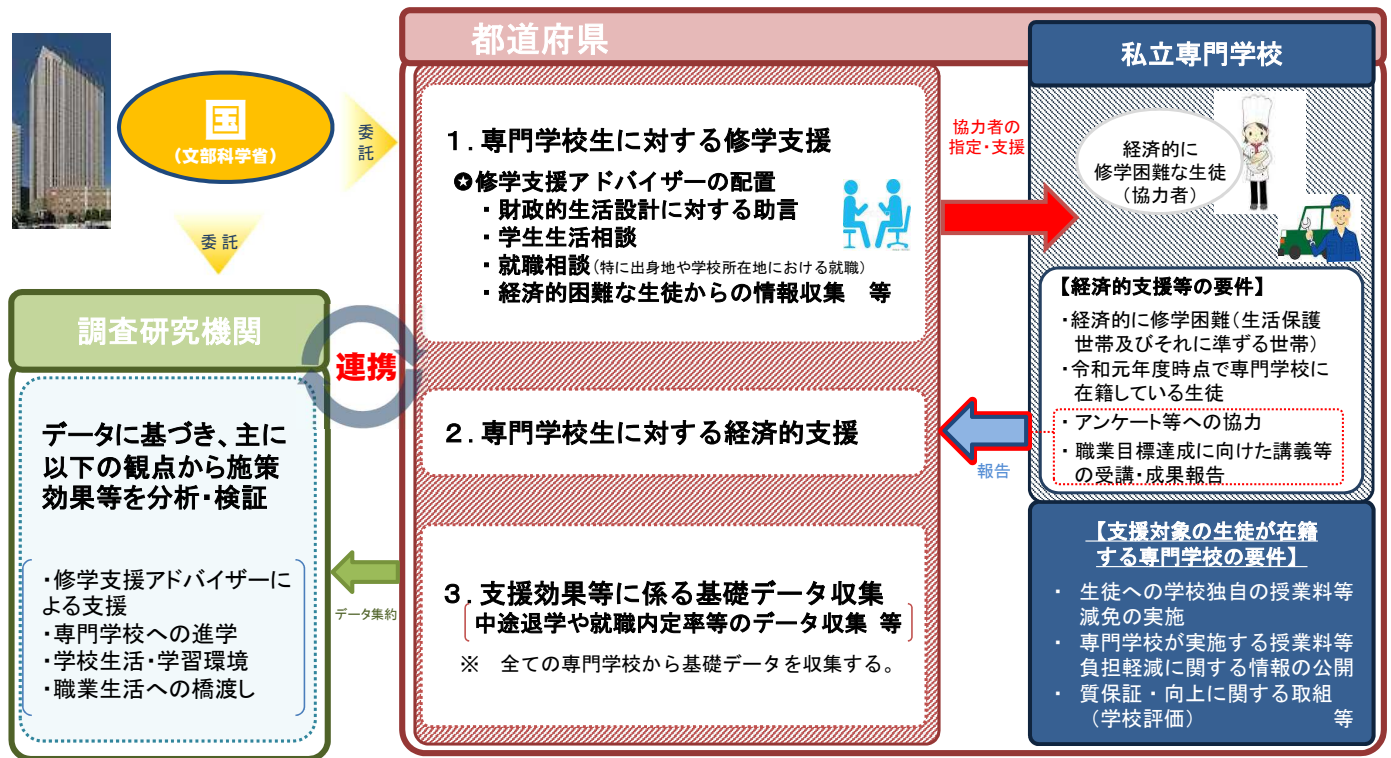 国
(文部科学省)
委託
委託
都道府県
1．専門学校生に対する修学支援
✪修学支援アドバイザーの配置
・財政的生活設計に対する助言
・学生生活相談
・就職相談(特に出身地や学校所在地における就職)
・経済的困難な生徒からの情報収集　等
2．専門学校生に対する経済的支援
3．支援効果等に係る基礎データ収集
中途退学や就職内定率等のデータ収集 等
※　全ての専門学校から基礎データを収集する。
協力者の
指定・支援
報告
私立専門学校
経済的に
修学困難な生徒
(協力者)
【経済的支援等の要件】
・経済的に修学困難(生活保護
世帯及びそれに準ずる世帯)
・令和元年度時点で専門学校に
在籍している生徒
・アンケート等への協力
・職業目標達成に向けた講義等
の受講・成果報告
【支援対象の生徒が在籍
する専門学校の要件】
・ 生徒への学校独自の授業料等
減免の実施
・ 専門学校が実施する授業料等
負担軽減に関する情報の公開
・ 質保証・向上に関する取組
(学校評価)　等
調査研究機関
連携
データに基づき、主に
以下の観点から施策
効果等を分析・検証
・修学支援アドバイザーに
よる支援
・専門学校への進学
・学校生活・学習環境
・職業生活への橋渡し
データ集約